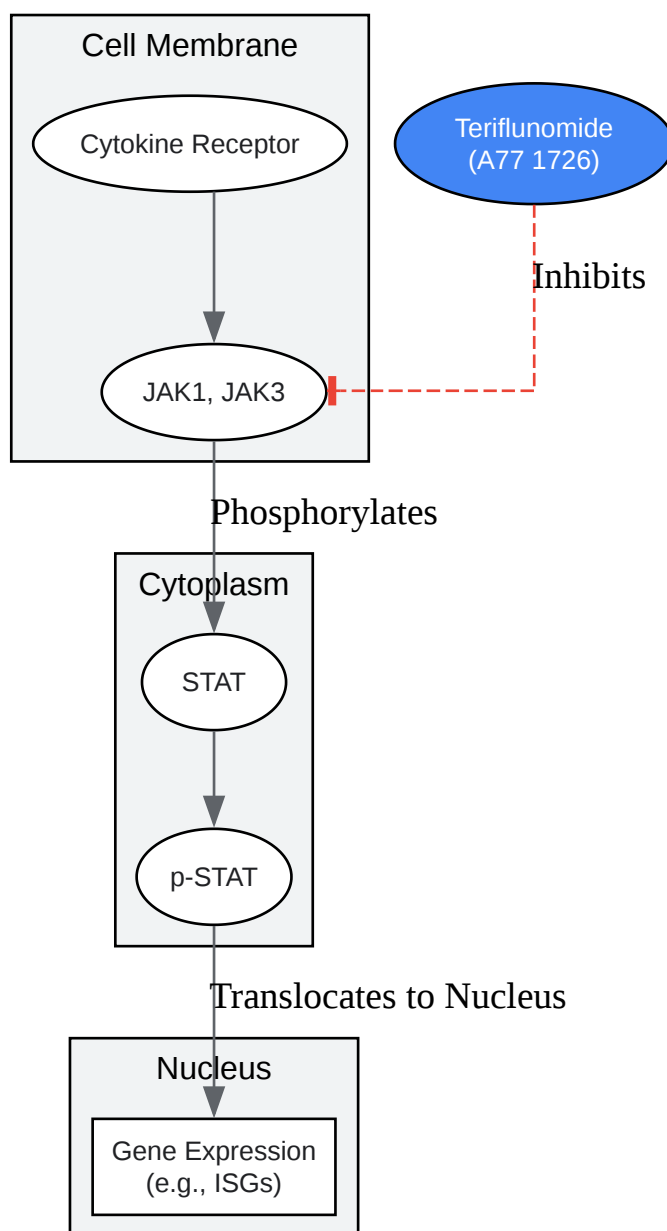 Cell Membrane
Cytokine Receptor
Teriflunomide
(A77 1726)
Inhibits
JAK1, JAK3
Phosphorylates
Cytoplasm
STAT
p-STAT
Translocates to Nucleus
Nucleus
Gene Expression
(e.g., ISGs)